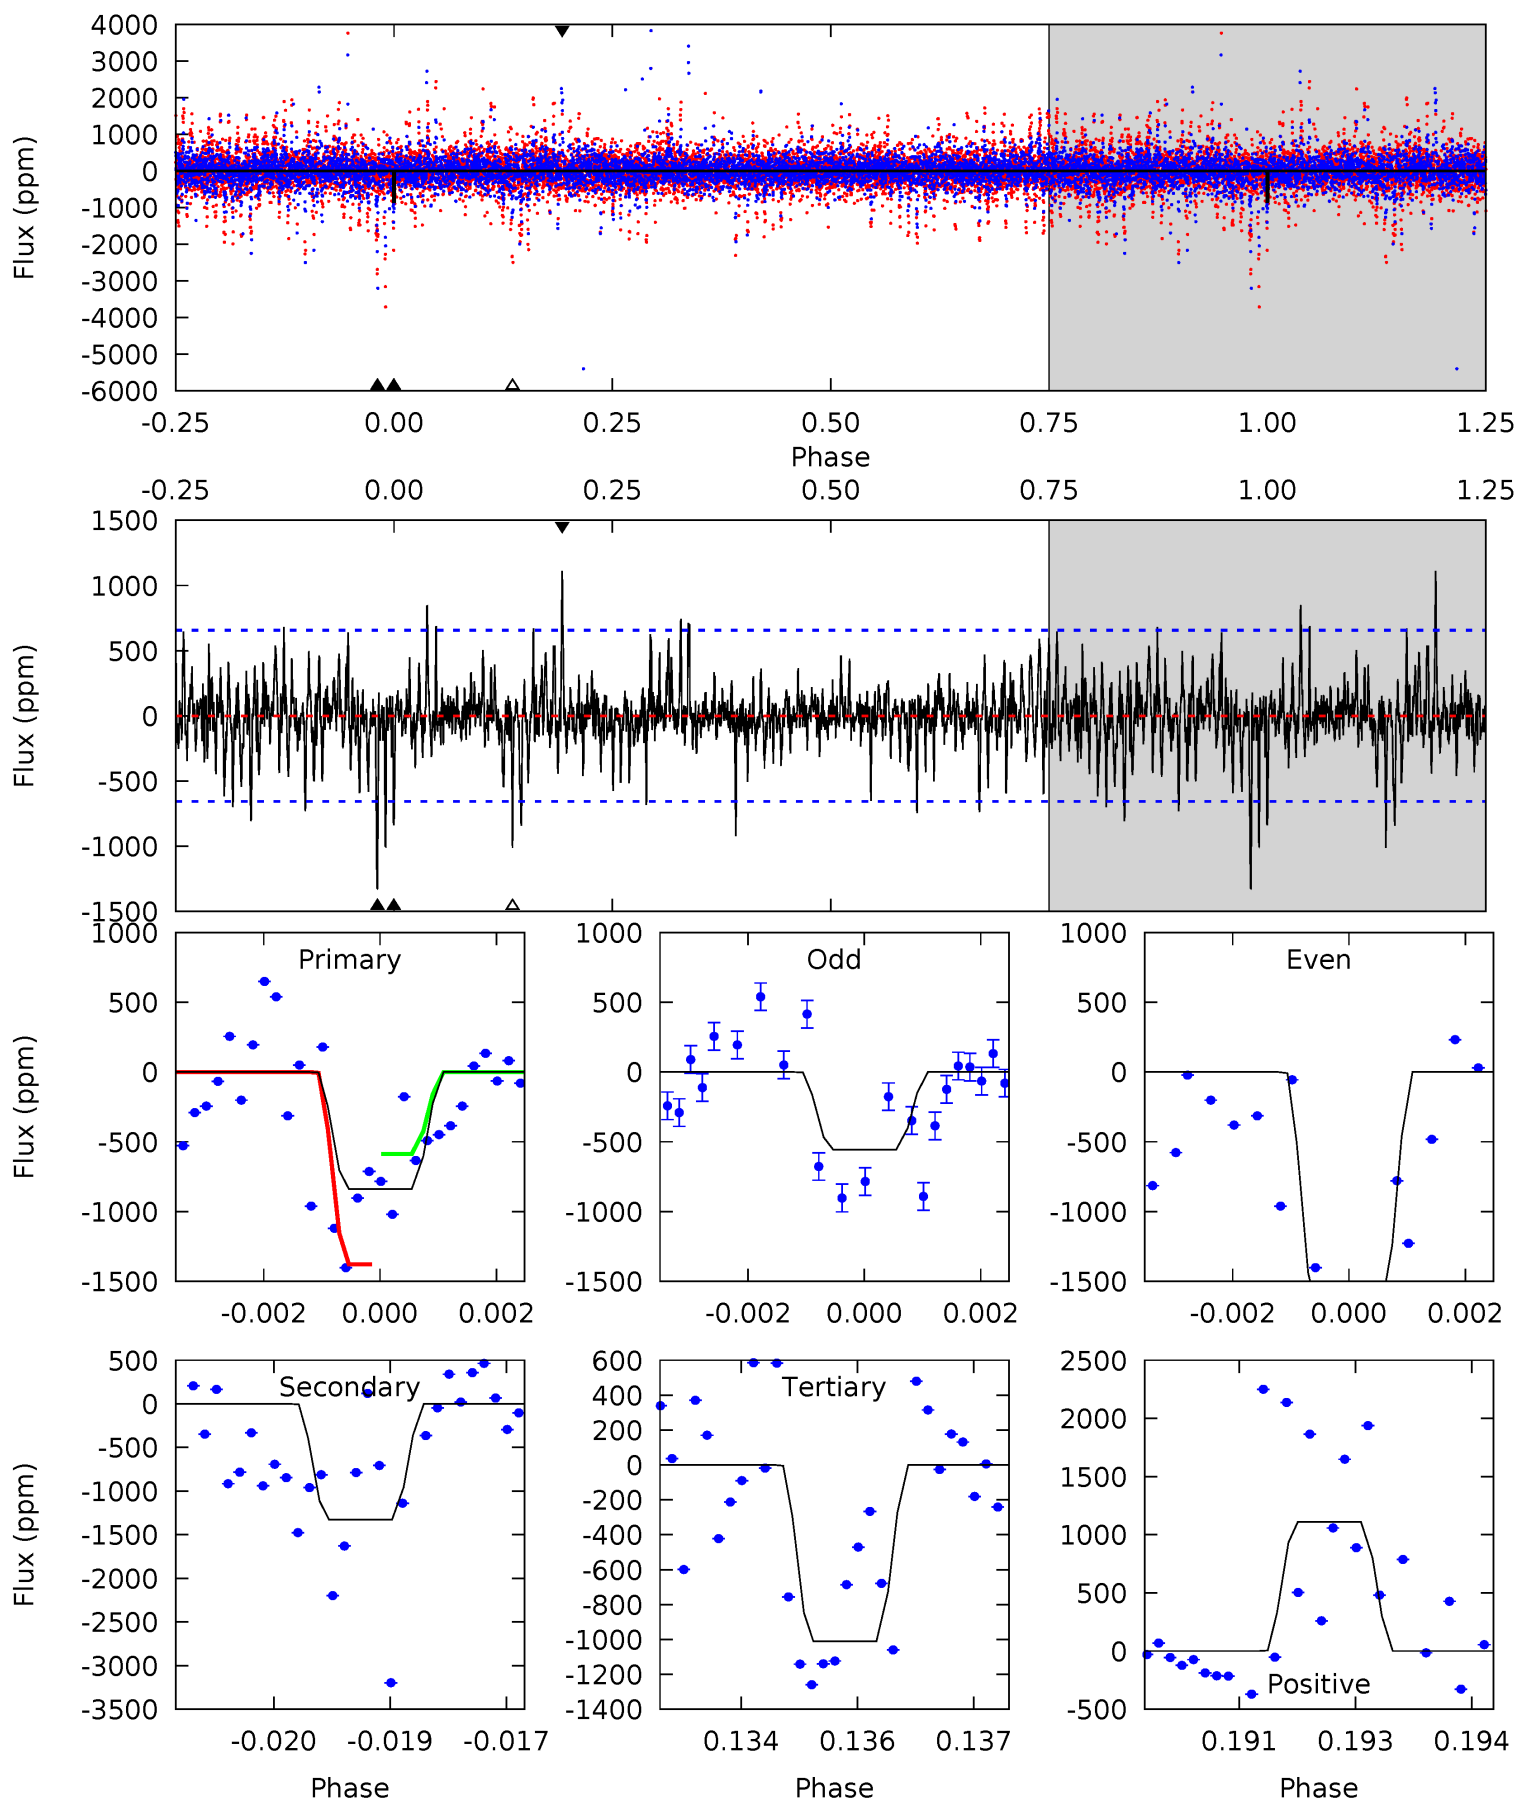 4000
3000
2000
1000
0
-1000
-2000
-3000
-4000
-5000
-6000
Flux (ppm)
-0.25 0.00 0.25 0.50 0.75 1.00 1.25
Phase
-0.25 0.00 0.25 0.50 0.75 1.00 1.25
1500
1000
500
0
-500
-1000
-1500
Flux (ppm)
Primary
1000
500
0
-500
-1000
-1500
Flux (ppm)
-0.002 0.000 0.002
Odd
1000
500
0
-500
-1000
-1500
-0.002 0.000 0.002
Even
1000
500
0
-500
-1000
-1500
-0.002 0.000 0.002
Secondary
500
0
-500
-1000
-1500
-2000
-2500
-3000
-3500
Flux (ppm)
-0.020 -0.019 -0.017
Phase
Tertiary
600
400
200
0
-200
-400
-600
-800
-1000
-1200
-1400
0.134 0.136 0.137
Phase
2500
2000
1500
1000
500
0
-500
Positive
0.191 0.193 0.194
Phase